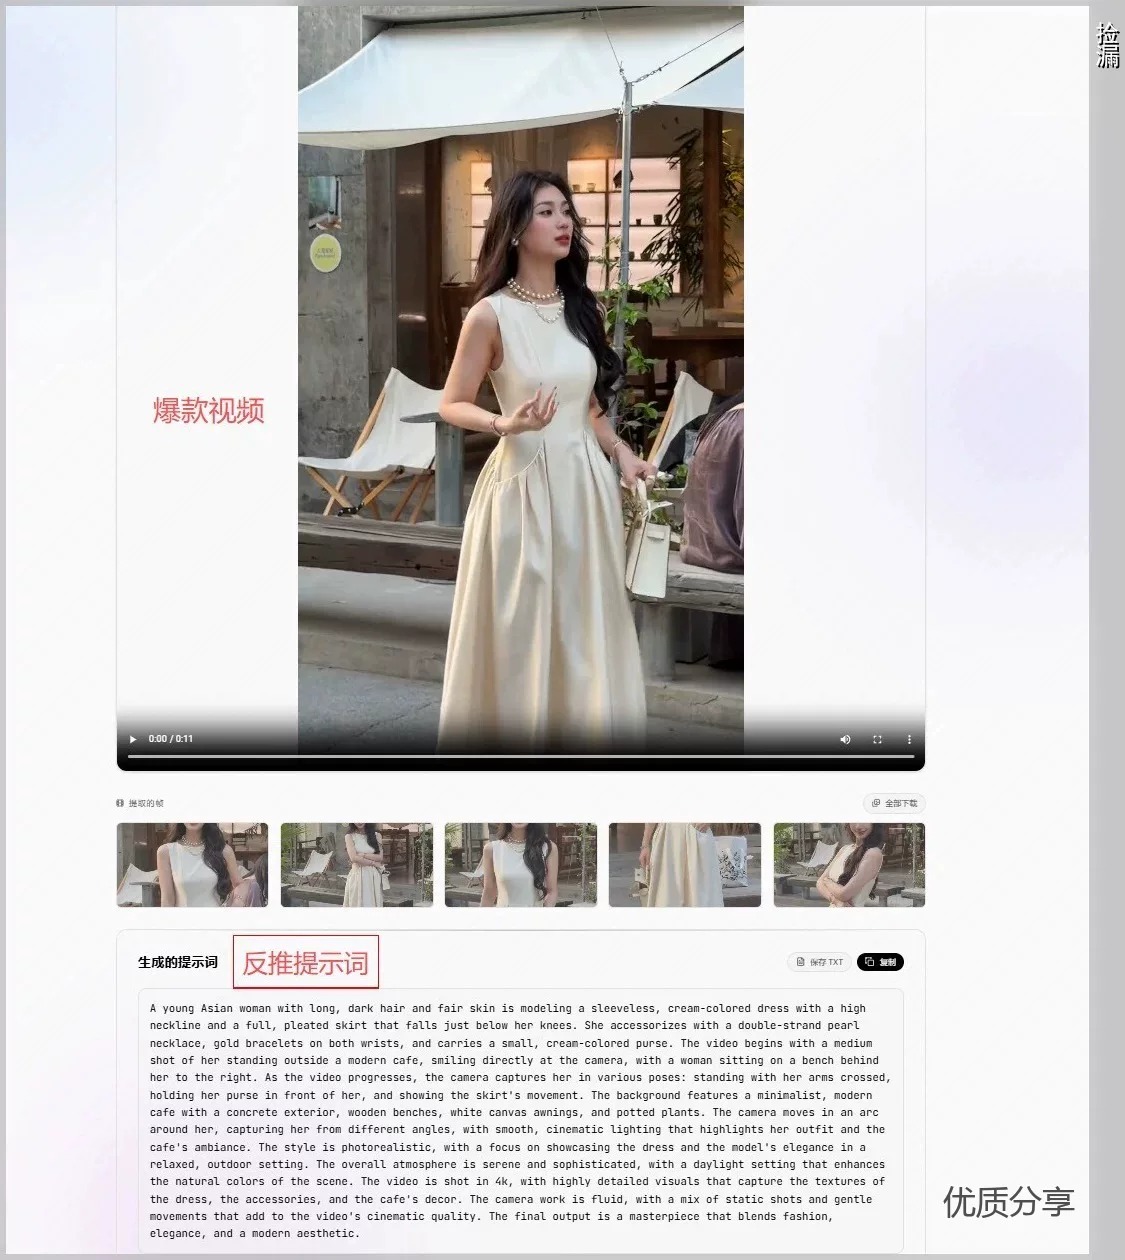 捡漏
爆款视频
0:00 / 0:11
提取的帧
全部下载
生成的提示词
反推提示词
保存 TXT
复制
A young Asian woman with long, dark hair and fair skin is modeling a sleeveless, cream-colored dress with a high
neckline and a full, pleated skirt that falls just below her knees. She accessorizes with a double-strand pearl
necklace, gold bracelets on both wrists, and carries a small, cream-colored purse. The video begins with a medium
shot of her standing outside a modern cafe, smiling directly at the camera, with a woman sitting on a bench behind
her to the right. As the video progresses, the camera captures her in various poses: standing with her arms crossed,
holding her purse in front of her, and showing the skirt's movement. The background features a minimalist, modern
cafe with a concrete exterior, wooden benches, white canvas awnings, and potted plants. The camera moves in an arc
around her, capturing her from different angles, with smooth, cinematic lighting that highlights her outfit and the
cafe's ambiance. The style is photorealistic, with a focus on showcasing the dress and the model's elegance in a
relaxed, outdoor setting. The overall atmosphere is serene and sophisticated, with a daylight setting that enhances
the natural colors of the scene. The video is shot in 4k, with highly detailed visuals that capture the textures of
the dress, the accessories, and the cafe's decor. The camera work is fluid, with a mix of static shots and gentle
movements that add to the video's cinematic quality. The final output is a masterpiece that blends fashion,
elegance, and a modern aesthetic.
优质分享